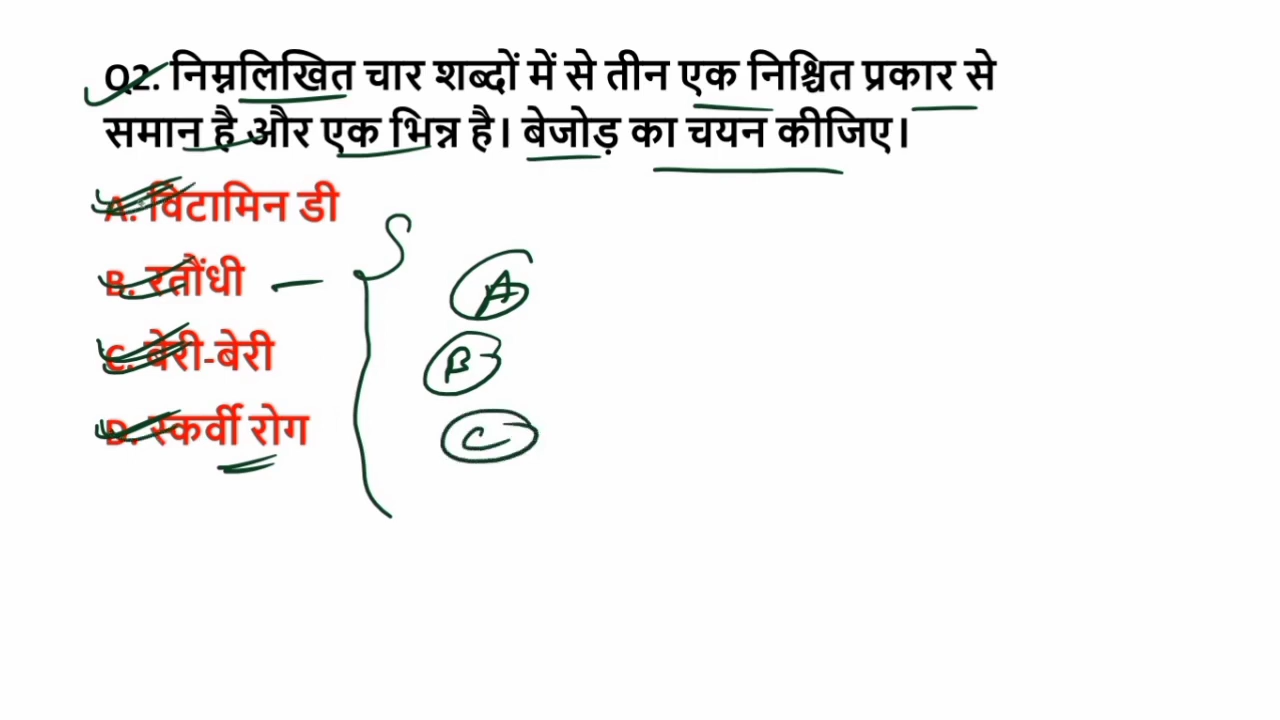 Q2. निम्नलिखित चार शब्दों में से तीन एक निश्चित प्रकार से
समान है और एक भिन्न है। बेजोड़ का चयन कीजिए।
A. विटामिन डी
B. रतौंधी
C. बेरी-बेरी
D. स्कर्वी रोग
A
B
C